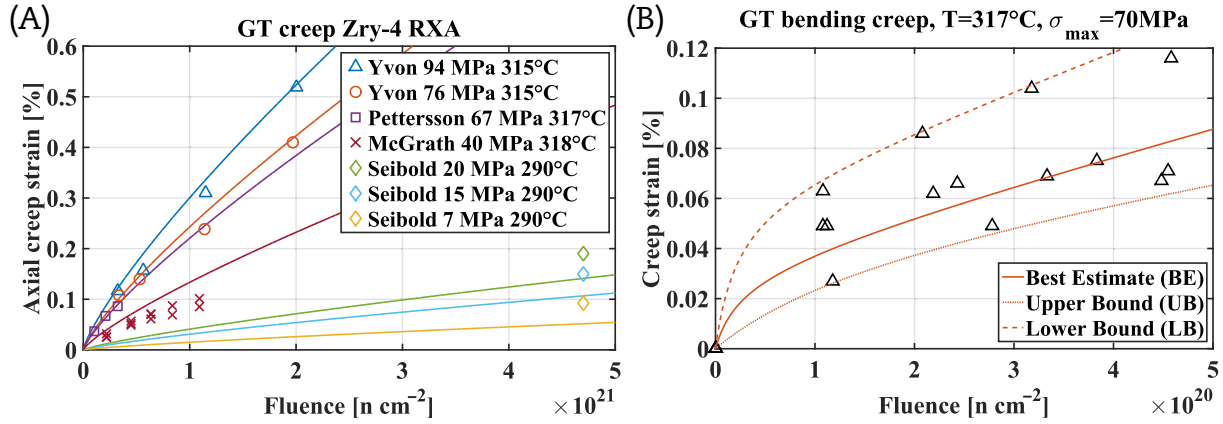 (A)
GT creep Zry-4 RXA
Axial creep strain [%]
0.6
0.5
0.4
0.3
0.2
0.1
0
Yvon 94 MPa 315°C
Yvon 76 MPa 315°C
Pettersson 67 MPa 317°C
McGrath 40 MPa 318°C
Seibold 20 MPa 290°C
Seibold 15 MPa 290°C
Seibold 7 MPa 290°C
0 1 2 3 4 5
Fluence [n cm⁻²]
× 10²¹
(B)
GT bending creep, T=317°C, σ_max=70MPa
Creep strain [%]
0.12
0.1
0.08
0.06
0.04
0.02
0
Best Estimate (BE)
Upper Bound (UB)
Lower Bound (LB)
0 1 2 3 4 5
Fluence [n cm⁻²]
× 10²⁰